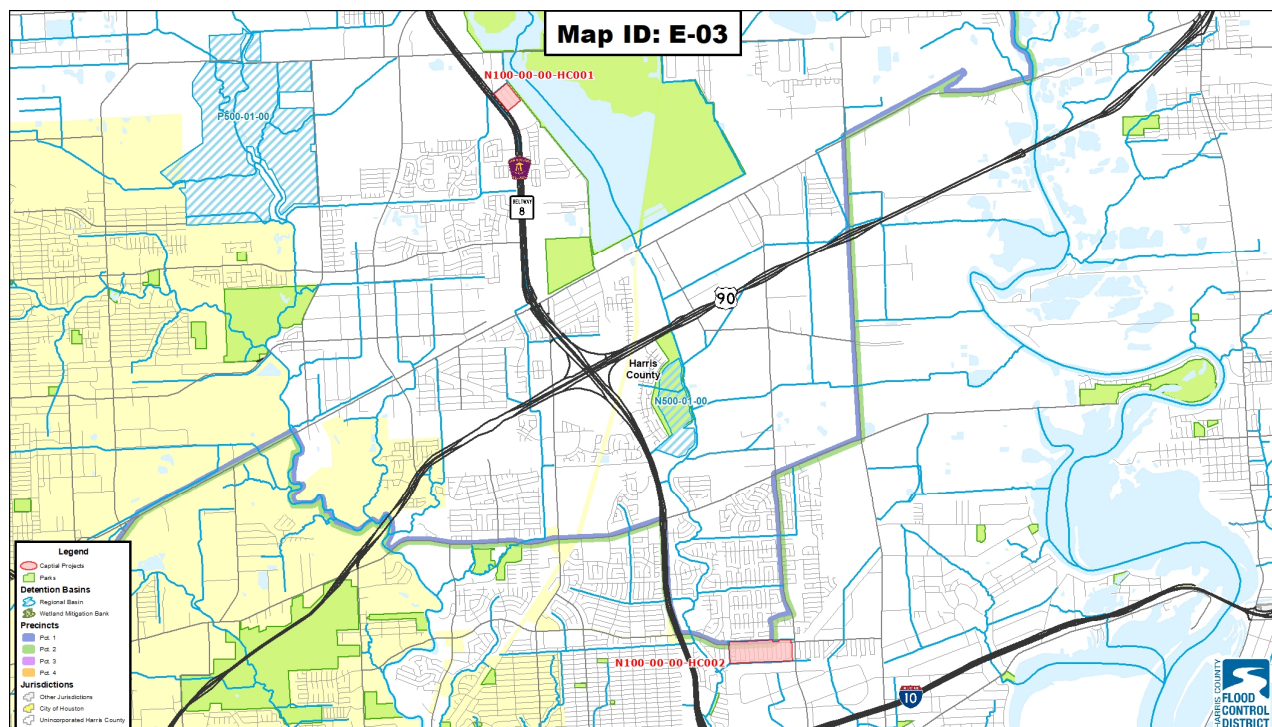 Map ID: E-03
N100-00-00-HC001
P500-01-00
BELTWAY
8
90
Harris
County
N500-01-00
N100-00-00-HC002
10
Legend
Captial Projects
Parks
Detention Basins
Regional Basin
Wetland Mitigation Bank
Precincts
Pct. 1
Pct. 2
Pct. 3
Pct. 4
Jurisdictions
Other Jurisdictions
City of Houston
Unincorporated Harris County
HARRIS COUNTY
FLOOD
CONTROL
DISTRICT